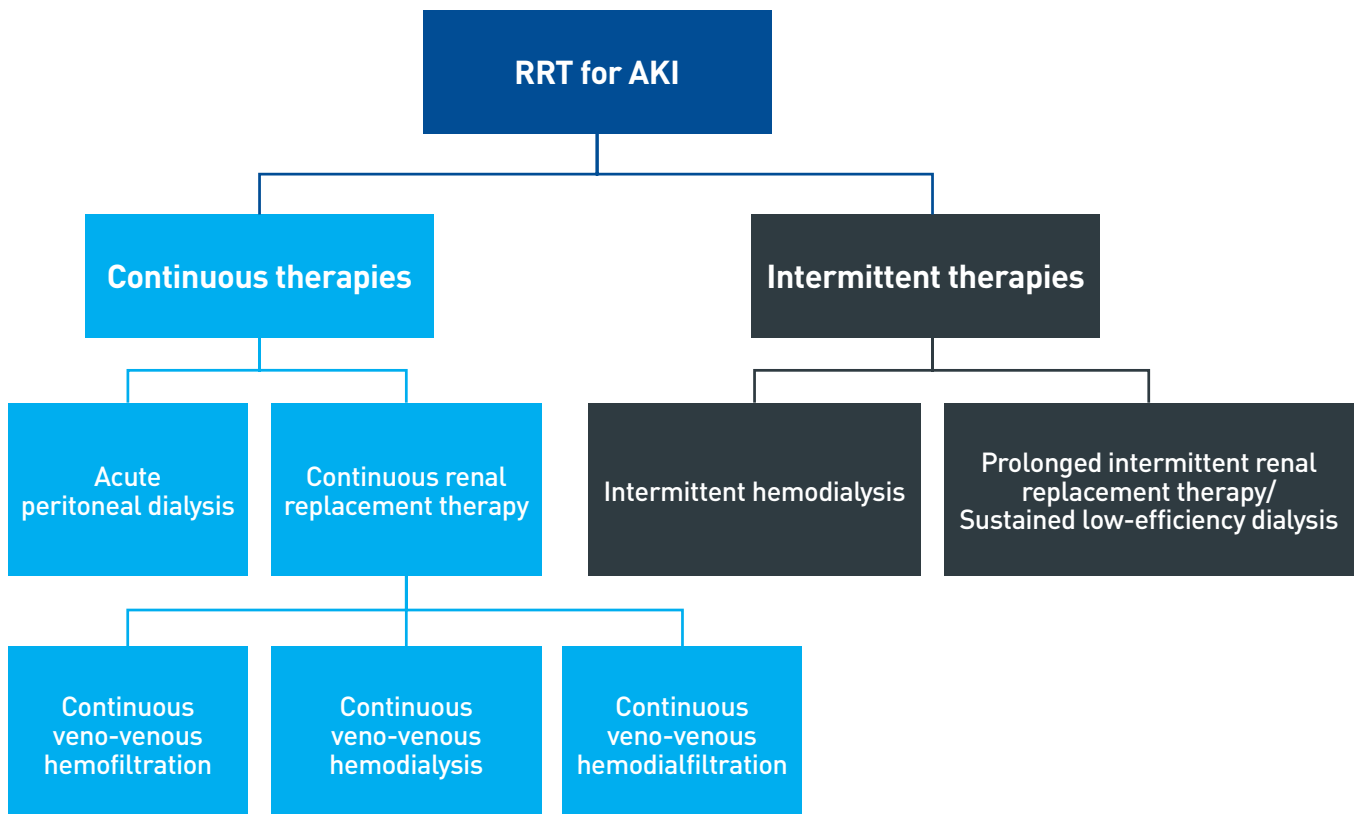 RRT for AKI
Continuous therapies
Intermittent therapies
Acute
peritoneal dialysis
Continuous renal
replacement therapy
Intermittent hemodialysis
Prolonged intermittent renal
replacement therapy/
Sustained low-efficiency dialysis
Continuous
veno-venous
hemofiltration
Continuous
veno-venous
hemodialysis
Continuous
veno-venous
hemodialfiltration